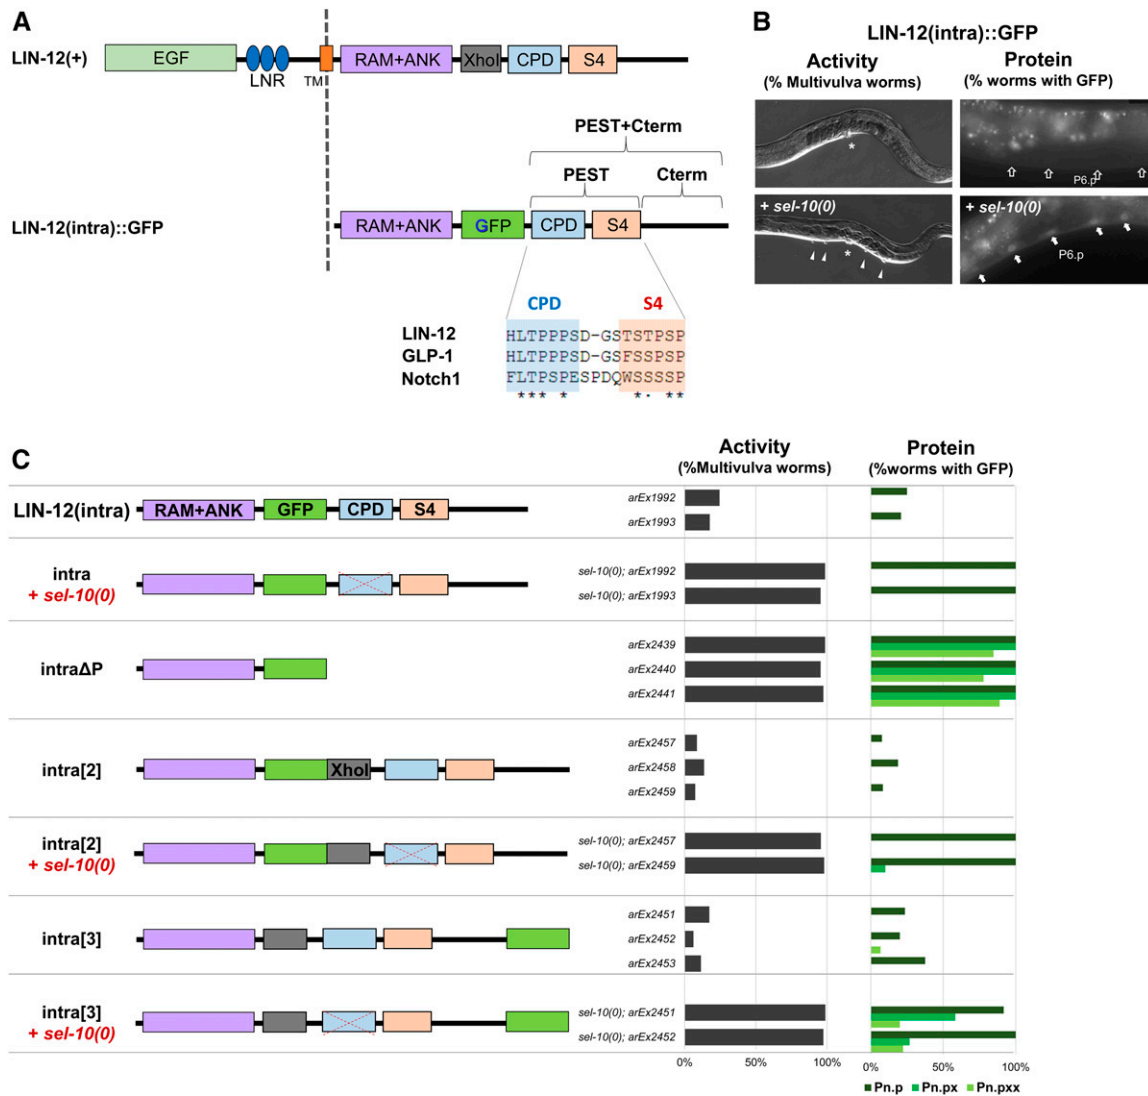 A
LIN-12(+)
EGF
LNR
TM
RAM+ANK
XhoI
CPD
S4
PEST+Cterm
PEST
Cterm
LIN-12(intra)::GFP
RAM+ANK
GFP
CPD
S4
CPD
S4
LIN-12
HLTPPPSD-GSTSTPSP
GLP-1
HLTPPPSD-GSFSSPSP
Notch1
FLTPSPESPDQWSSSSP
*** * *. **
B
LIN-12(intra)::GFP
Activity
(% Multivulva worms)
Protein
(% worms with GFP)
*
P6.p
+ sel-10(0)
*
+ sel-10(0)
P6.p
C
Activity
(%Multivulva worms)
Protein
(%worms with GFP)
LIN-12(intra)
RAM+ANK
GFP
CPD
S4
arEx1992
arEx1993
intra
+ sel-10(0)
sel-10(0); arEx1992
sel-10(0); arEx1993
intraΔP
arEx2439
arEx2440
arEx2441
intra[2]
XhoI
arEx2457
arEx2458
arEx2459
intra[2]
+ sel-10(0)
sel-10(0); arEx2457
sel-10(0); arEx2459
intra[3]
arEx2451
arEx2452
arEx2453
intra[3]
+ sel-10(0)
sel-10(0); arEx2451
sel-10(0); arEx2452
0%
50%
100%
0%
50%
100%
Pn.p
Pn.px
Pn.pxx